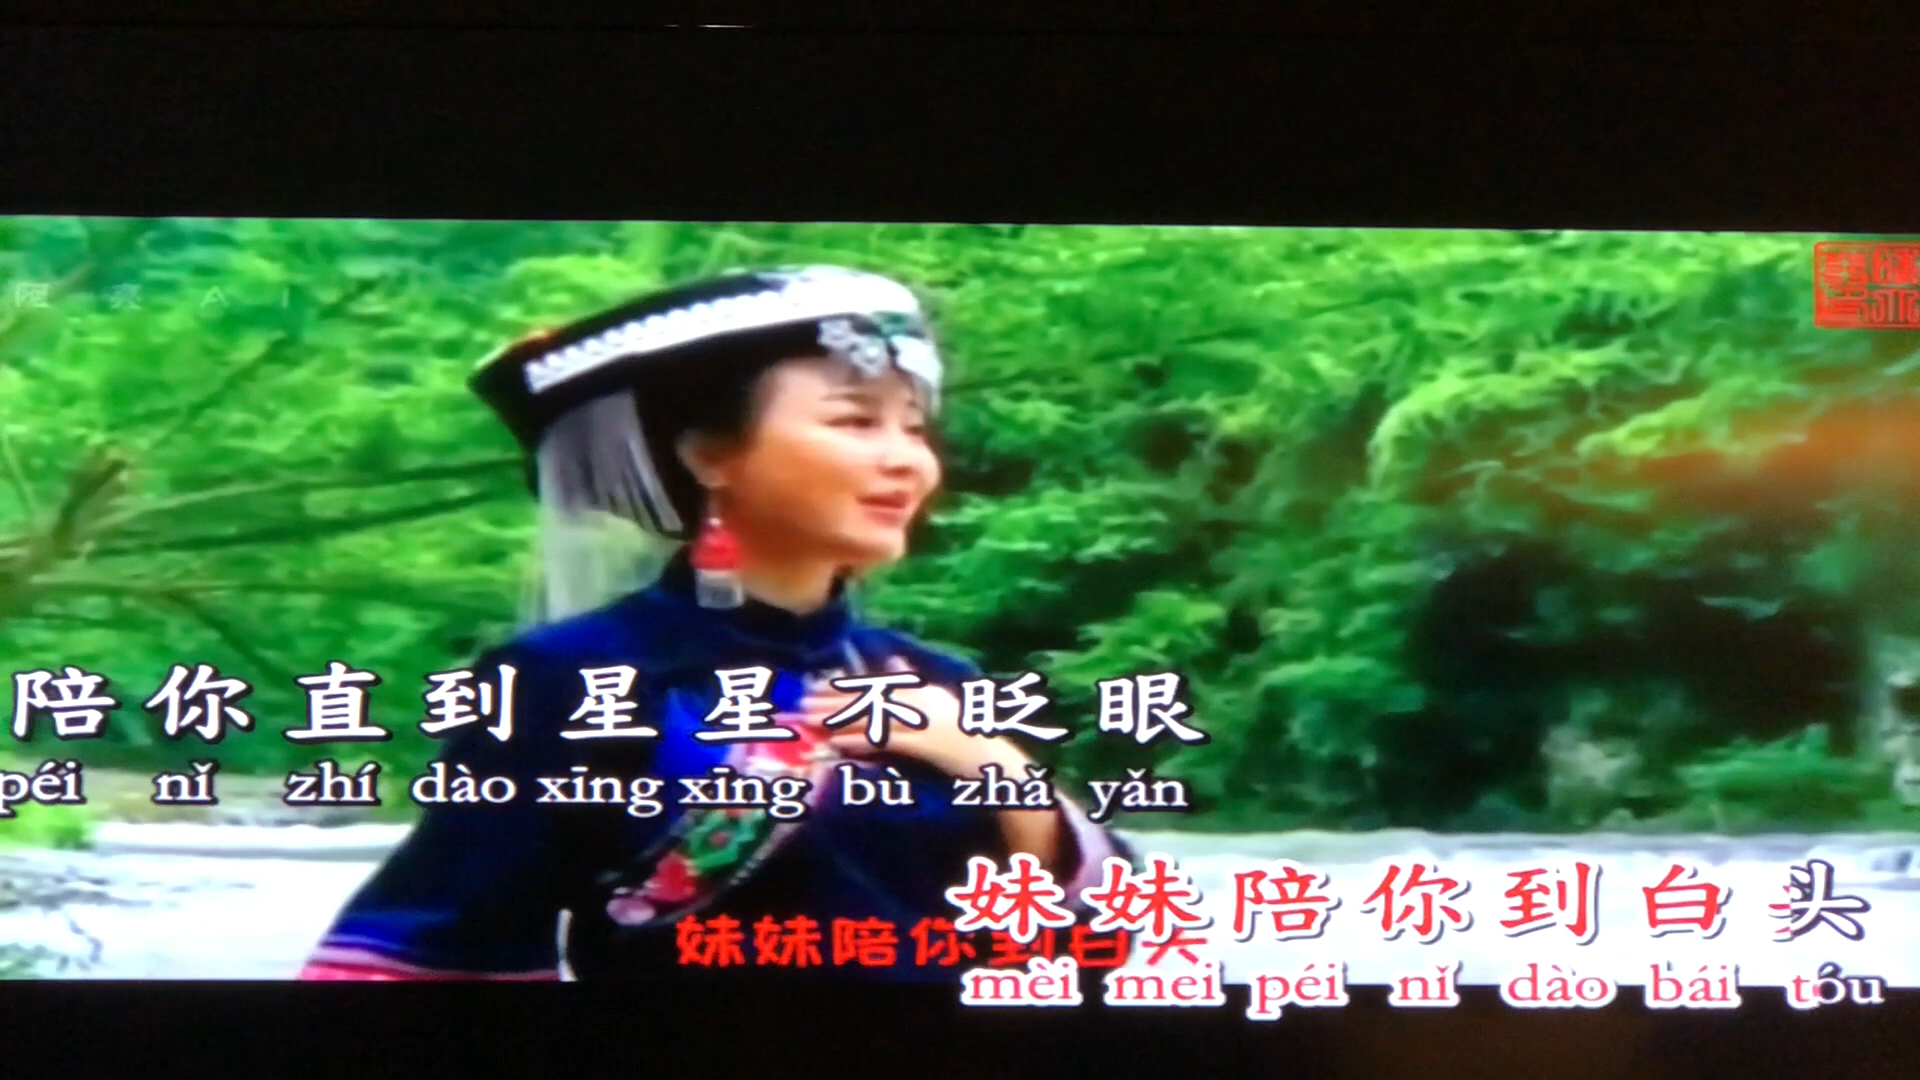 陪你直到星星不眨眼
péi nǐ zhí dào xīng xīng bù zhǎ yǎn
妹妹陪你到白头
mèi mei péi nǐ dào bái tóu
妹妹陪你到白头